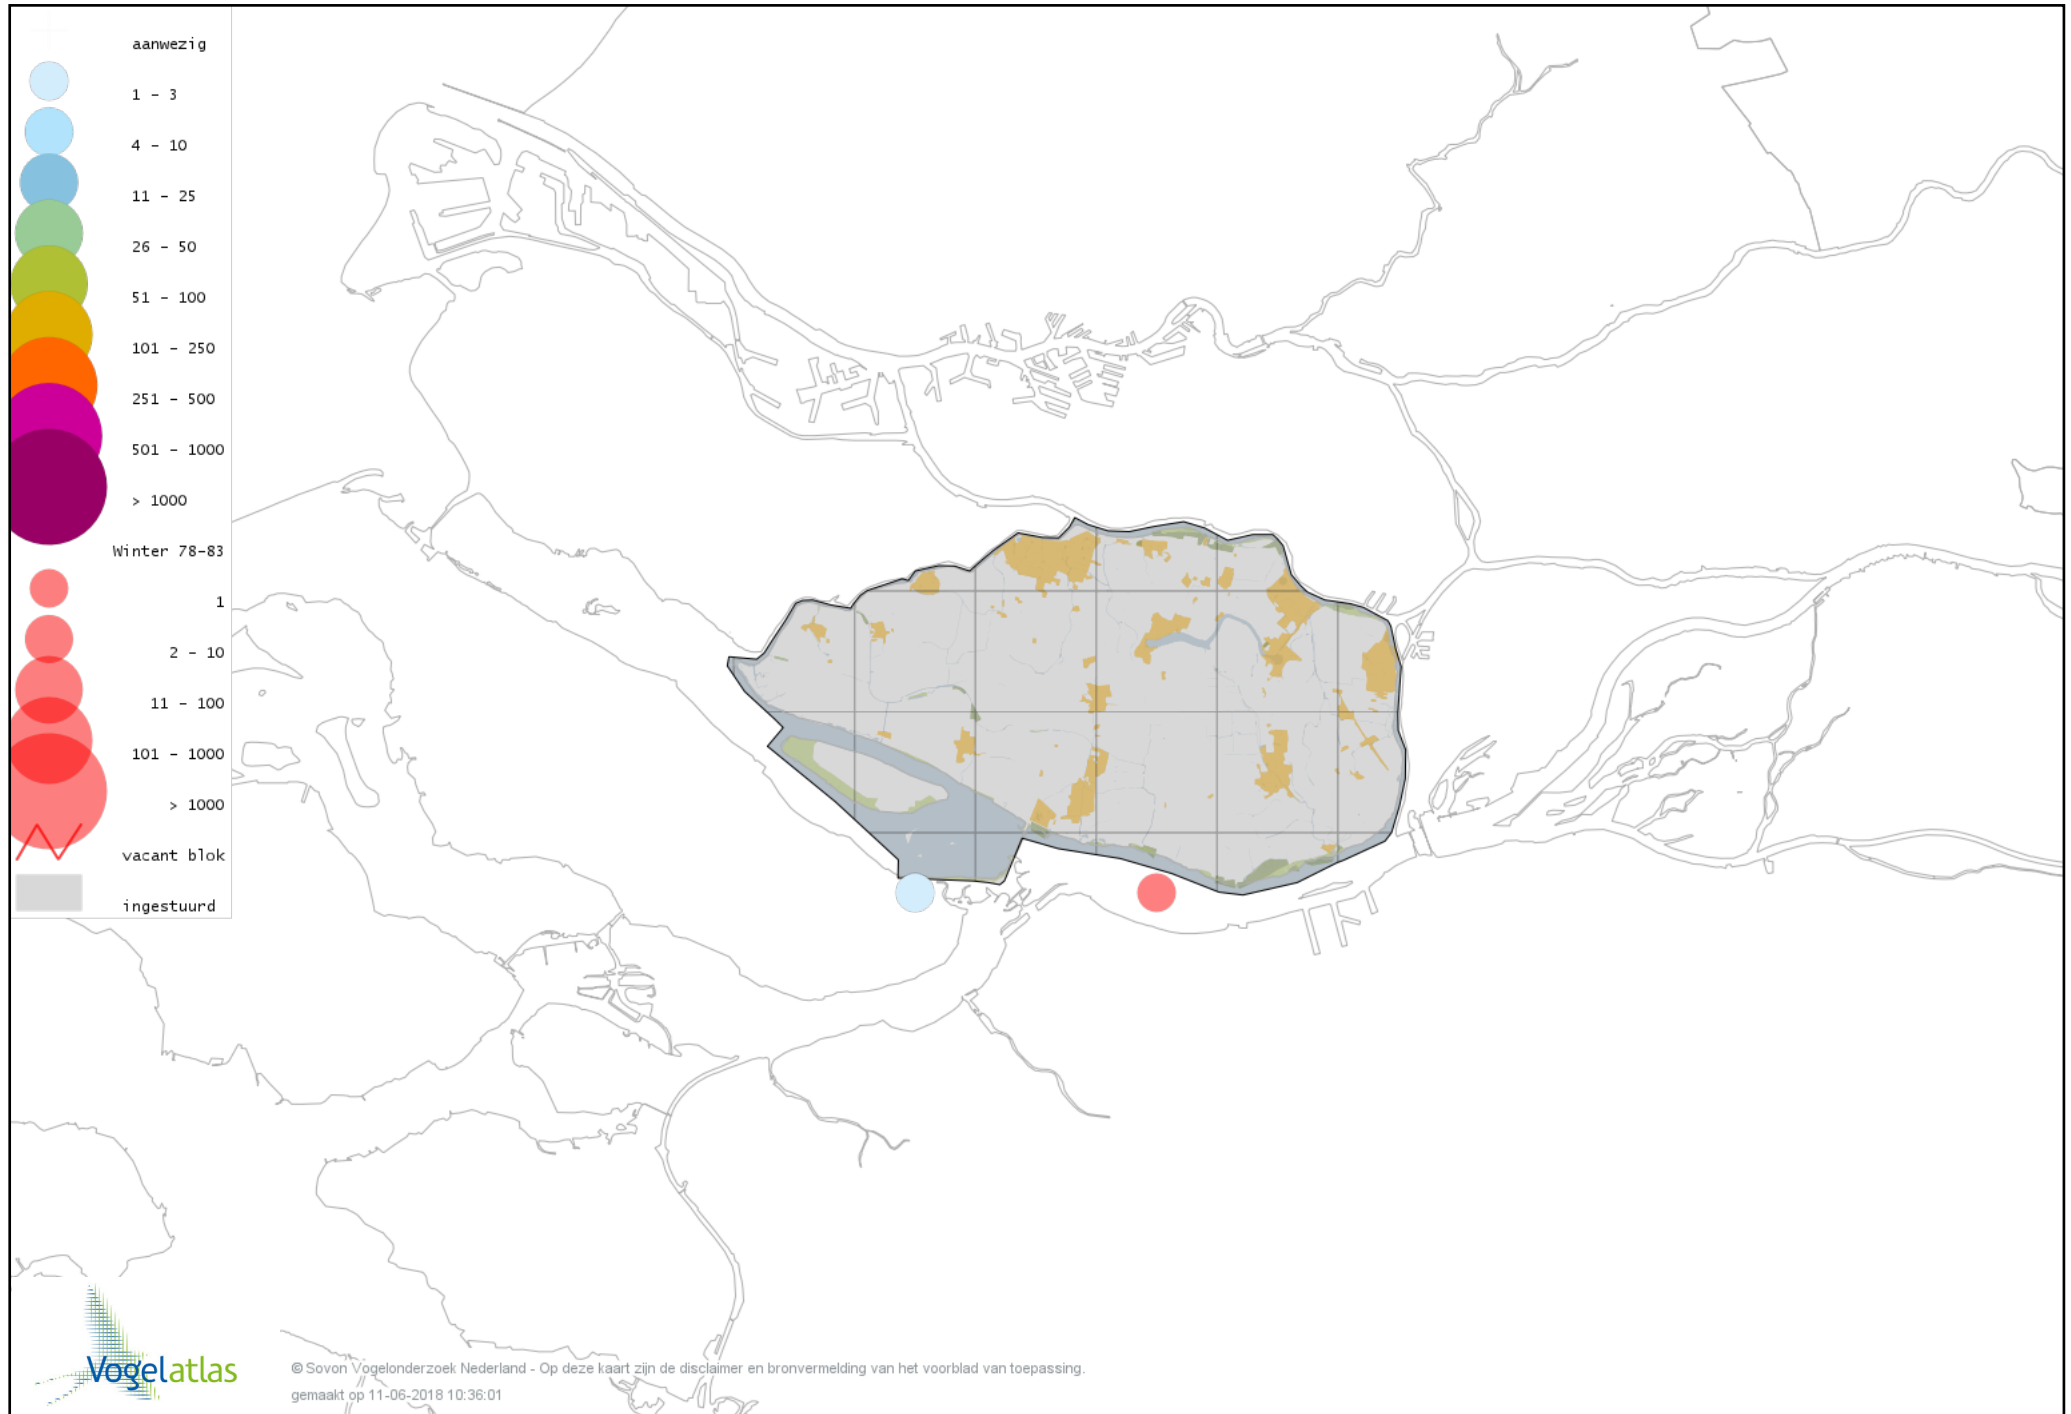 aanwezig
1 - 3
4 - 10
11 - 25
26 - 50
51 - 100
101 - 250
251 - 500
501 - 1000
> 1000
Winter 78-83
1
2 - 10
11 - 100
101 - 1000
> 1000
vacant blok
ingestuurd
Vogelatlas
© Sovon Vogelonderzoek Nederland - Op deze kaart zijn de disclaimer en bronvermelding van het voorblad van toepassing.
gemaakt op 11-06-2018 10:36:01